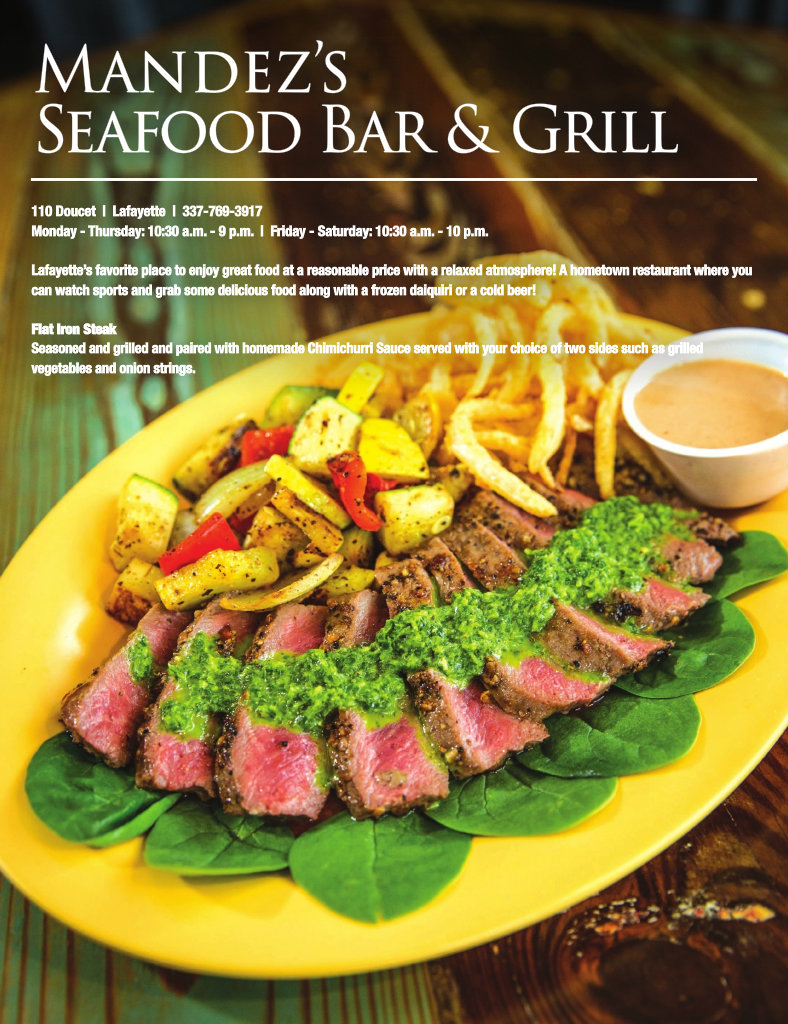 Mandez's
Seafood Bar & Grill
110 Doucet | Lafayette | 337-769-3917
Monday - Thursday: 10:30 a.m. - 9 p.m. | Friday - Saturday: 10:30 a.m. - 10 p.m.
Lafayette's favorite place to enjoy great food at a reasonable price with a relaxed atmosphere! A hometown restaurant where you
can watch sports and grab some delicious food along with a frozen daiquiri or a cold beer!
Flat Iron Steak
Seasoned and grilled and paired with homemade Chimichurri Sauce served with your choice of two sides such as grilled
vegetables and onion strings.